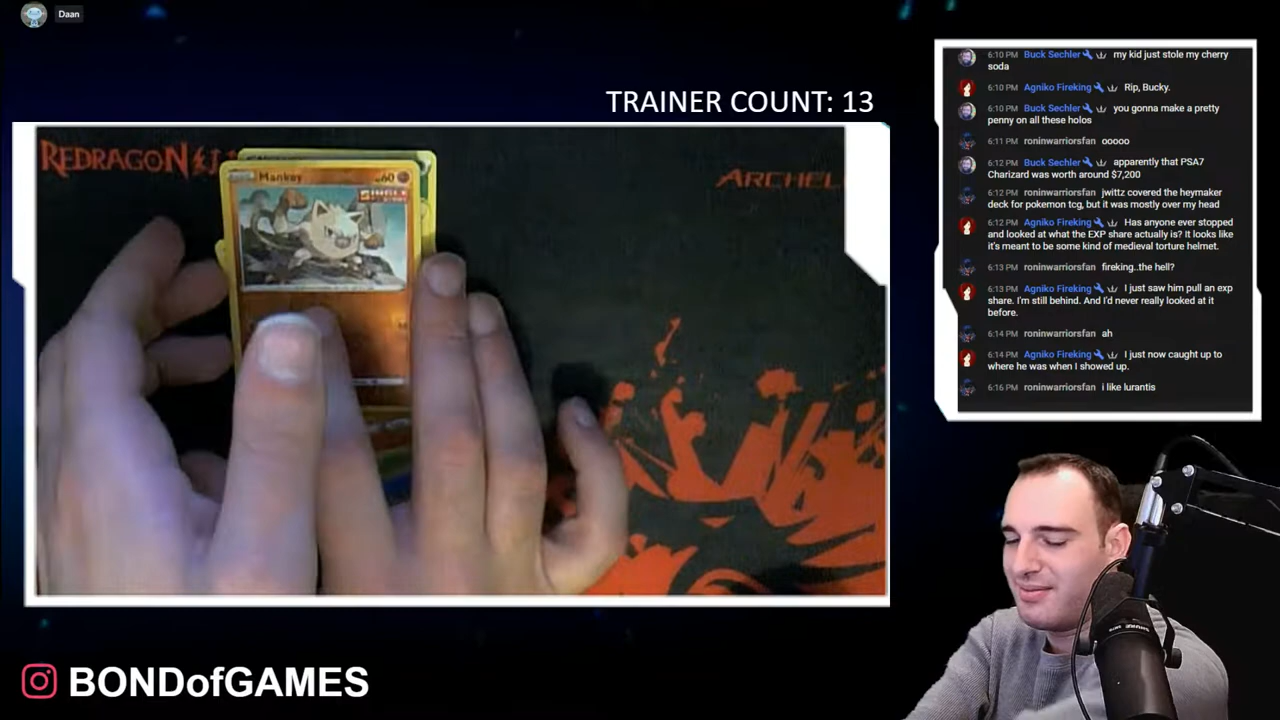 Daan
TRAINER COUNT: 13
REDRAGON
ARCHE
Mankey
60
6:10 PM Buck Sechler my kid just stole my cherry
soda
6:10 PM Agniko Fireking Rip, Bucky.
6:10 PM Buck Sechler you gonna make a pretty
penny on all these holos
6:11 PM roninwarriorsfan ooooo
6:12 PM Buck Sechler apparently that PSA7
Charizard was worth around $7,200
6:12 PM roninwarriorsfan jwittz covered the heymaker
deck for pokemon tcg, but it was mostly over my head
6:12 PM Agniko Fireking Has anyone ever stopped
and looked at what the EXP share actually is? It looks like
it's meant to be some kind of medieval torture helmet.
6:13 PM roninwarriorsfan fireking..the hell?
6:13 PM Agniko Fireking I just saw him pull an exp
share. I'm still behind. And I'd never really looked at it
before.
6:14 PM roninwarriorsfan ah
6:14 PM Agniko Fireking I just now caught up to
where he was when I showed up.
6:16 PM roninwarriorsfan i like lurantis
BONDofGAMES